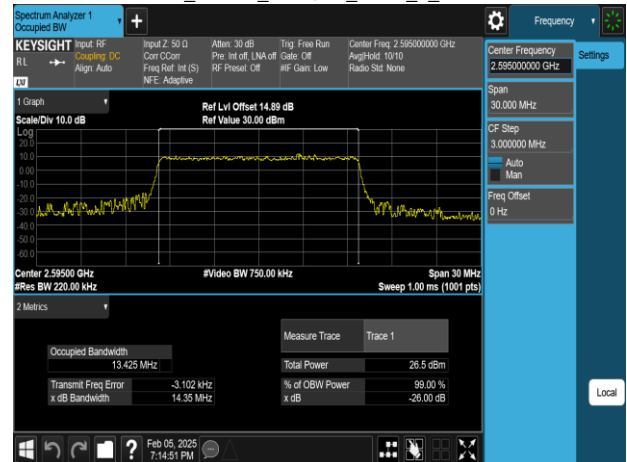 Spectrum Analyzer 1
Occupied BW
Frequency
KEYSIGHT
Input: RF
Input Z: 50 Ω
Atten: 30 dB
Trig: Free Run
Center Freq: 2.595000000 GHz
RL
Coupling: DC
Corr CCorr
Pre: Int off, LNA off
Gate: Off
Avg|Hold: 10/10
Align: Auto
Freq Ref: Int (S)
RF Presel: Off
#IF Gain: Low
Radio Std: None
LXI
NFE: Adaptive
Center Frequency
2.595000000 GHz
Settings
Span
30.000 MHz
CF Step
3.000000 MHz
Auto
Man
Freq Offset
0 Hz
Local
1 Graph
Ref Lvl Offset 14.89 dB
Scale/Div 10.0 dB
Ref Value 30.00 dBm
Log
20.0
10.0
0.00
-10.0
-20.0
-30.0
-40.0
-50.0
-60.0
Center 2.59500 GHz
#Video BW 750.00 kHz
Span 30 MHz
#Res BW 220.00 kHz
Sweep 1.00 ms (1001 pts)
2 Metrics
Measure Trace
Trace 1
Occupied Bandwidth
13.425 MHz
Total Power
26.5 dBm
Transmit Freq Error
-3.102 kHz
% of OBW Power
99.00 %
x dB Bandwidth
14.35 MHz
x dB
-26.00 dB
Feb 05, 2025
7:14:51 PM